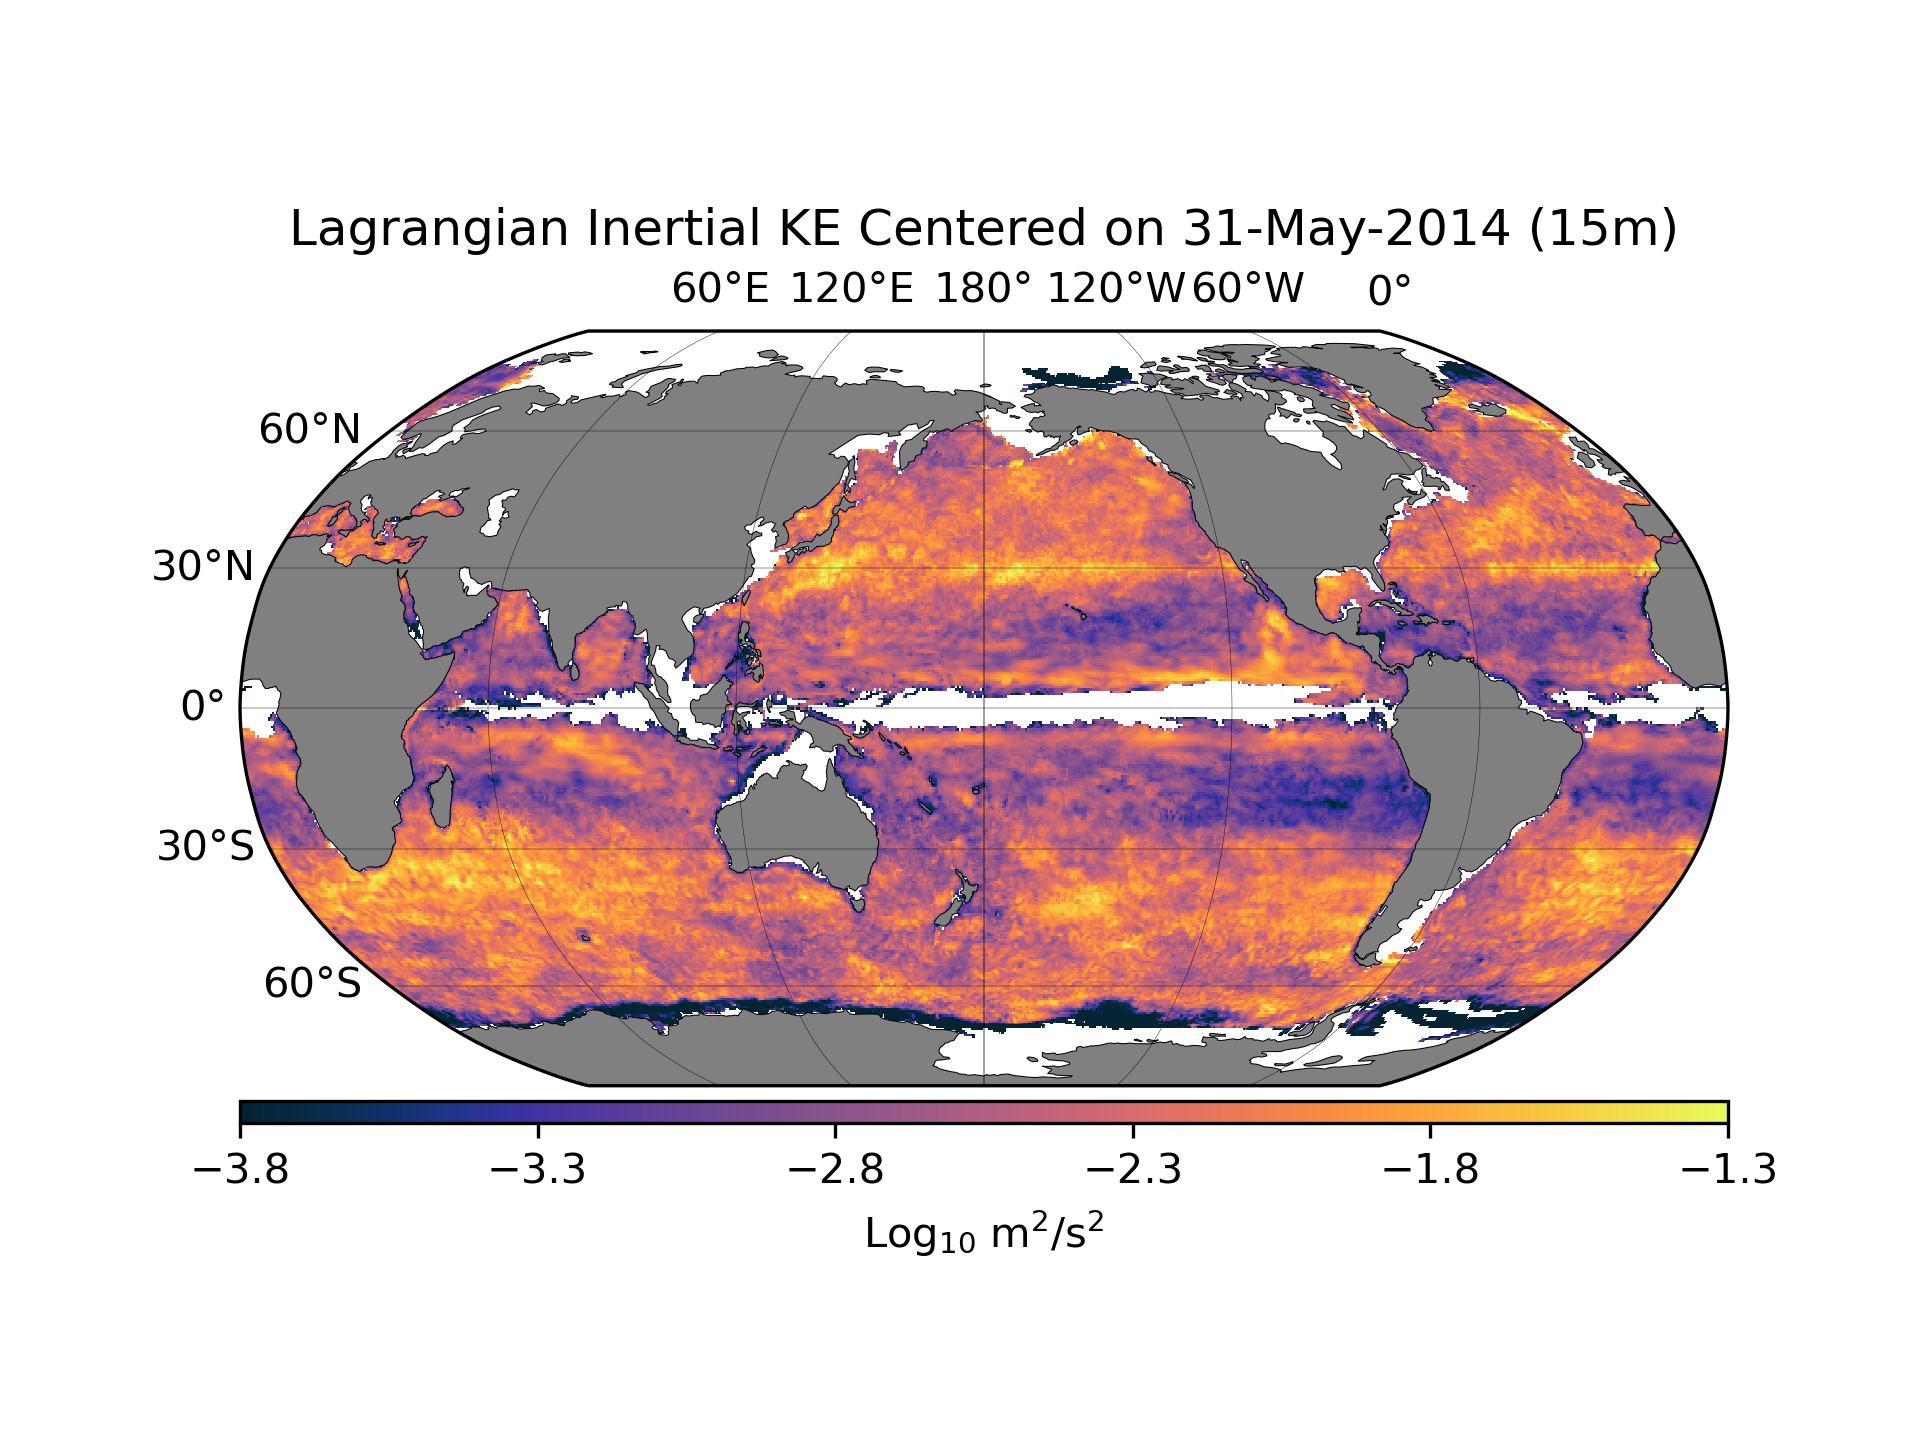 Lagrangian Inertial KE Centered on 31-May-2014 (15m)
60°E 120°E 180° 120°W 60°W 0°
60°N
30°N
0°
30°S
60°S
−3.8 −3.3 −2.8 −2.3 −1.8 −1.3
Log₁₀ m²/s²